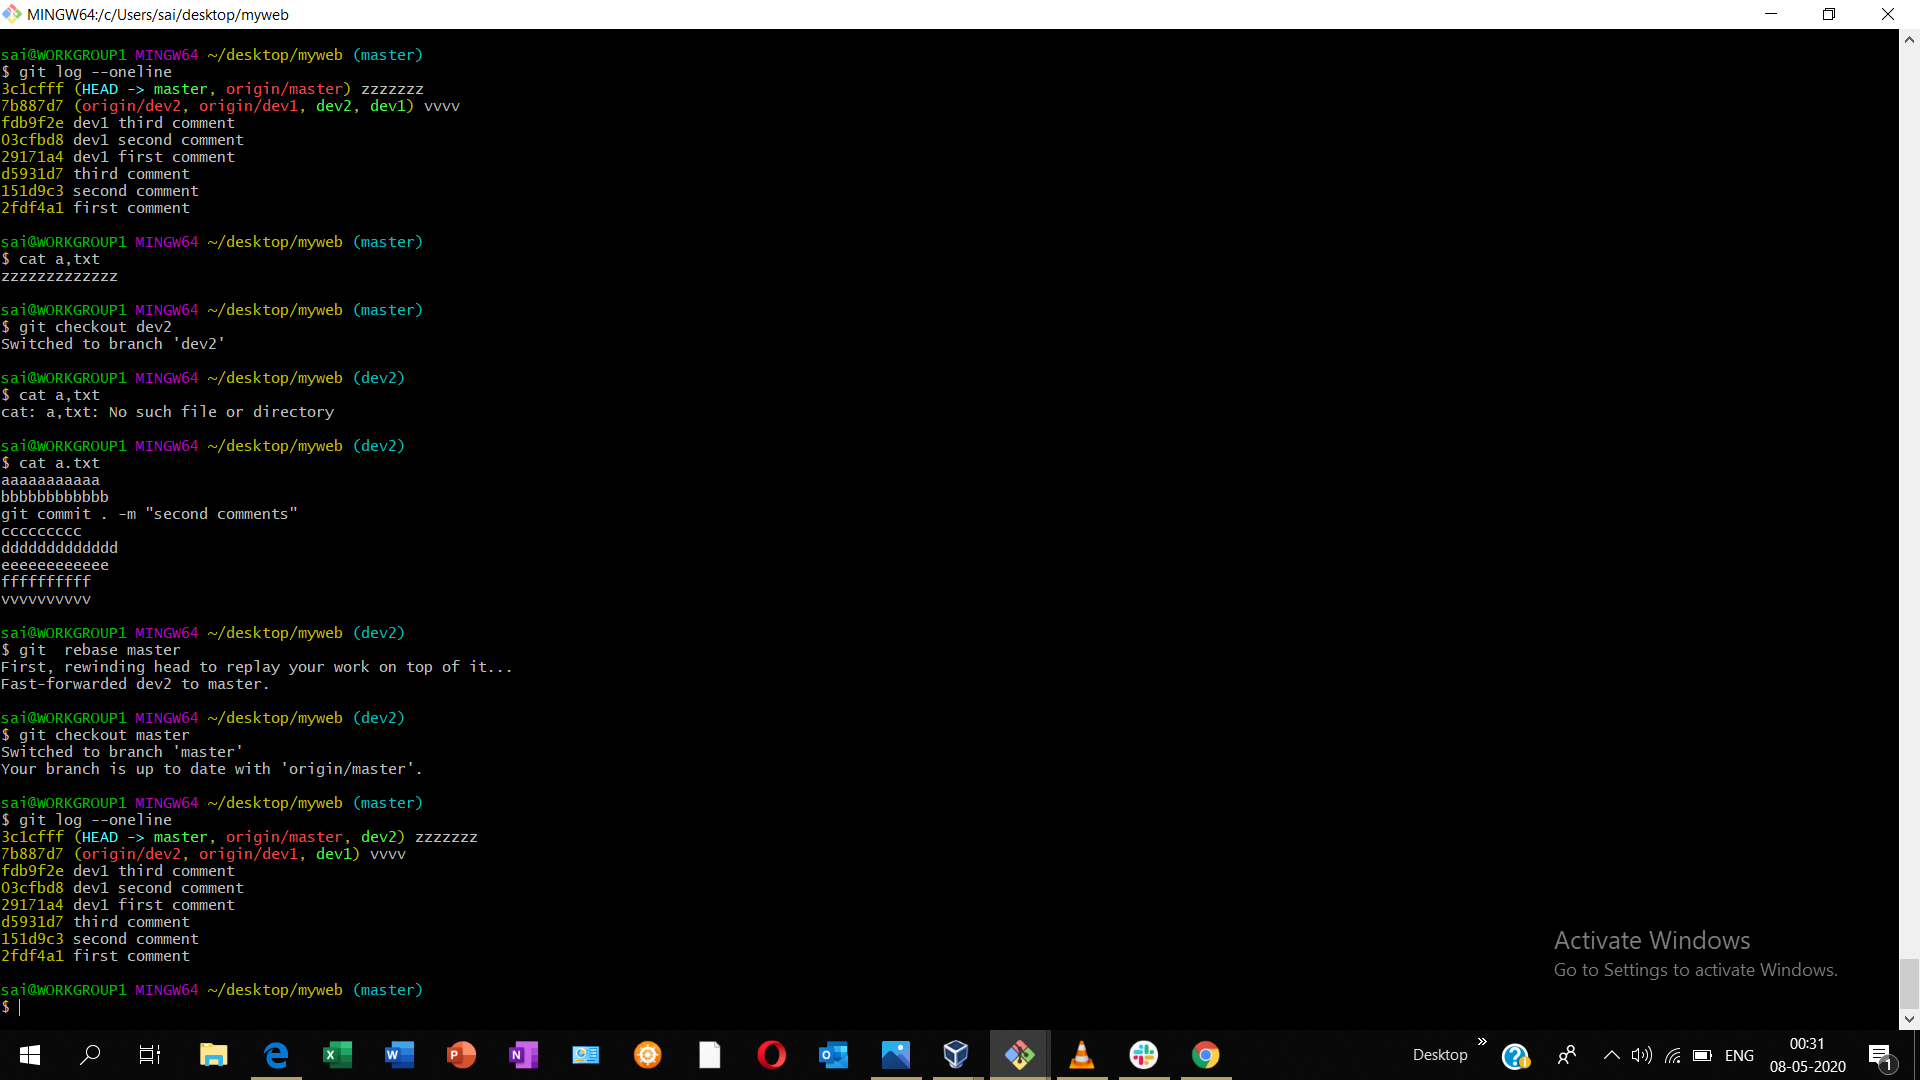 MINGW64:/c/Users/sai/desktop/myweb
sai@WORKGROUP1 MINGW64 ~/desktop/myweb (master)
$ git log --oneline
3c1cfff (HEAD -> master, origin/master) zzzzzzz
7b887d7 (origin/dev2, origin/dev1, dev2, dev1) vvvv
fdb9f2e dev1 third comment
03cfbd8 dev1 second comment
29171a4 dev1 first comment
d5931d7 third comment
151d9c3 second comment
2fdf4a1 first comment
sai@WORKGROUP1 MINGW64 ~/desktop/myweb (master)
$ cat a,txt
zzzzzzzzzzzzz
sai@WORKGROUP1 MINGW64 ~/desktop/myweb (master)
$ git checkout dev2
Switched to branch 'dev2'
sai@WORKGROUP1 MINGW64 ~/desktop/myweb (dev2)
$ cat a,txt
cat: a,txt: No such file or directory
sai@WORKGROUP1 MINGW64 ~/desktop/myweb (dev2)
$ cat a.txt
aaaaaaaaaaa
bbbbbbbbbbbb
git commit . -m "second comments"
ccccccccc
ddddddddddddd
eeeeeeeeeeee
ffffffffff
vvvvvvvvvv
sai@WORKGROUP1 MINGW64 ~/desktop/myweb (dev2)
$ git  rebase master
First, rewinding head to replay your work on top of it...
Fast-forwarded dev2 to master.
sai@WORKGROUP1 MINGW64 ~/desktop/myweb (dev2)
$ git checkout master
Switched to branch 'master'
Your branch is up to date with 'origin/master'.
sai@WORKGROUP1 MINGW64 ~/desktop/myweb (master)
$ git log --oneline
3c1cfff (HEAD -> master, origin/master, dev2) zzzzzzz
7b887d7 (origin/dev2, origin/dev1, dev1) vvvv
fdb9f2e dev1 third comment
03cfbd8 dev1 second comment
29171a4 dev1 first comment
d5931d7 third comment
151d9c3 second comment
2fdf4a1 first comment
sai@WORKGROUP1 MINGW64 ~/desktop/myweb (master)
$
Activate Windows
Go to Settings to activate Windows.
Desktop
ENG
00:31
08-05-2020
1